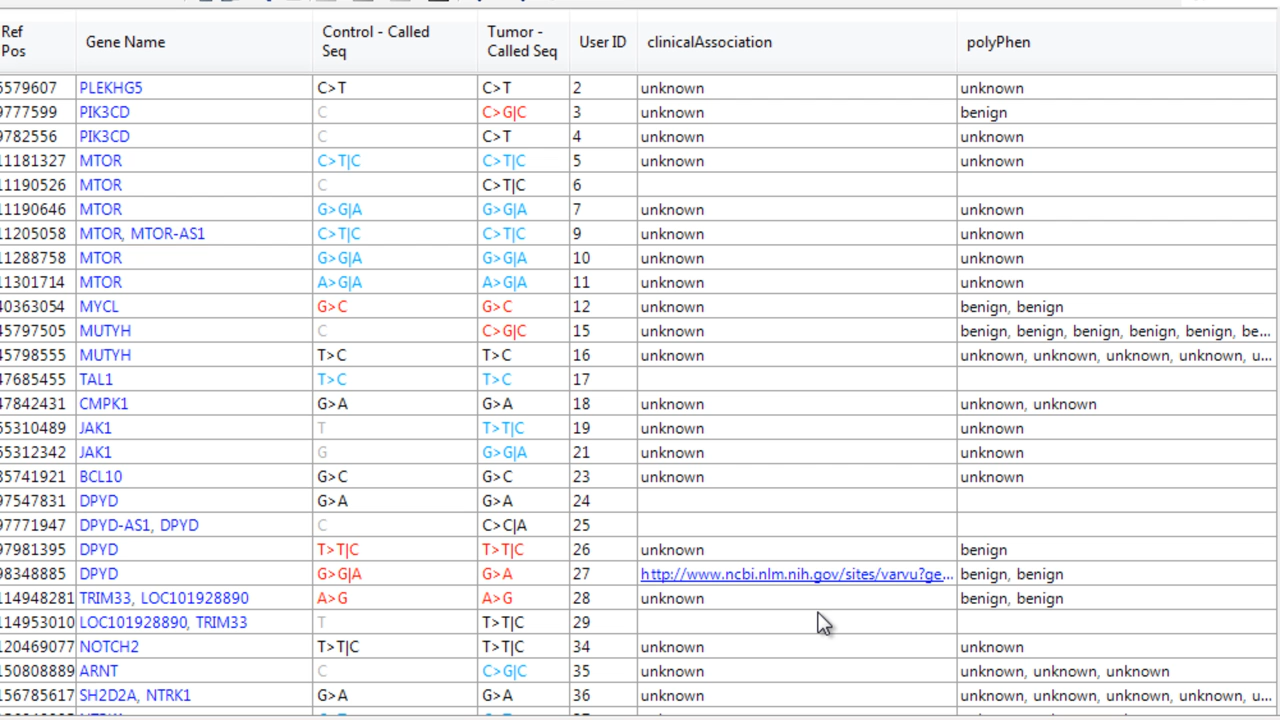 Ref Pos Gene Name Control - Called Seq Tumor - Called Seq User ID clinicalAssociation polyPhen
6579607 PLEKHG5 C>T C>T 2 unknown unknown
9777599 PIK3CD C C>G|C 3 unknown benign
9782556 PIK3CD C C>T 4 unknown unknown
11181327 MTOR C>T|C C>T|C 5 unknown unknown
11190526 MTOR C C>T|C 6
11190646 MTOR G>G|A G>G|A 7 unknown unknown
11205058 MTOR, MTOR-AS1 C>T|C C>T|C 9 unknown unknown
11288758 MTOR G>G|A G>G|A 10 unknown unknown
11301714 MTOR A>G|A A>G|A 11 unknown unknown
40363054 MYCL G>C G>C 12 unknown benign, benign
45797505 MUTYH C C>G|C 15 unknown benign, benign, benign, benign, benign, be...
45798555 MUTYH T>C T>C 16 unknown unknown, unknown, unknown, unknown, u...
47685455 TAL1 T>C T>C 17
47842431 CMPK1 G>A G>A 18 unknown unknown, unknown
65310489 JAK1 T T>T|C 19 unknown unknown
65312342 JAK1 G G>G|A 21 unknown unknown
85741921 BCL10 G>C G>C 23 unknown unknown
97547831 DPYD G>A G>A 24
97771947 DPYD-AS1, DPYD C C>C|A 25
97981395 DPYD T>T|C T>T|C 26 unknown benign
98348885 DPYD G>G|A G>A 27 http://www.ncbi.nlm.nih.gov/sites/varvu?ge... benign, benign
114948281 TRIM33, LOC101928890 A>G A>G 28 unknown benign, benign
114953010 LOC101928890, TRIM33 T T>T|C 29
120469077 NOTCH2 T>T|C T>T|C 34 unknown unknown
150808889 ARNT C C>G|C 35 unknown unknown, unknown, unknown
156785617 SH2D2A, NTRK1 G>A G>A 36 unknown unknown, unknown, unknown, unknown, u...